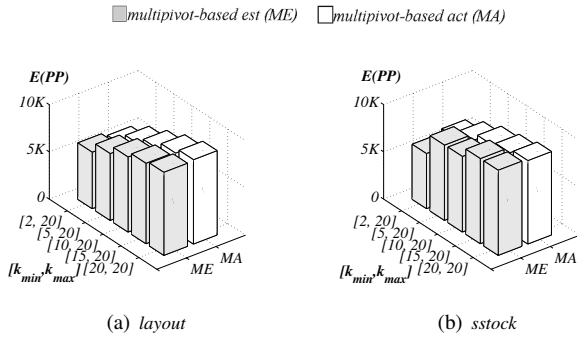 multipivot-based est (ME) multipivot-based act (MA)
E(PP)
10K
5K
0
[2, 20]
[5, 20]
[10, 20]
[15, 20]
[20, 20]
[k_min,k_max]
ME
MA
(a) layout
E(PP)
10K
5K
0
[2, 20]
[5, 20]
[10, 20]
[15, 20]
[20, 20]
[k_min,k_max]
ME
MA
(b) sstock